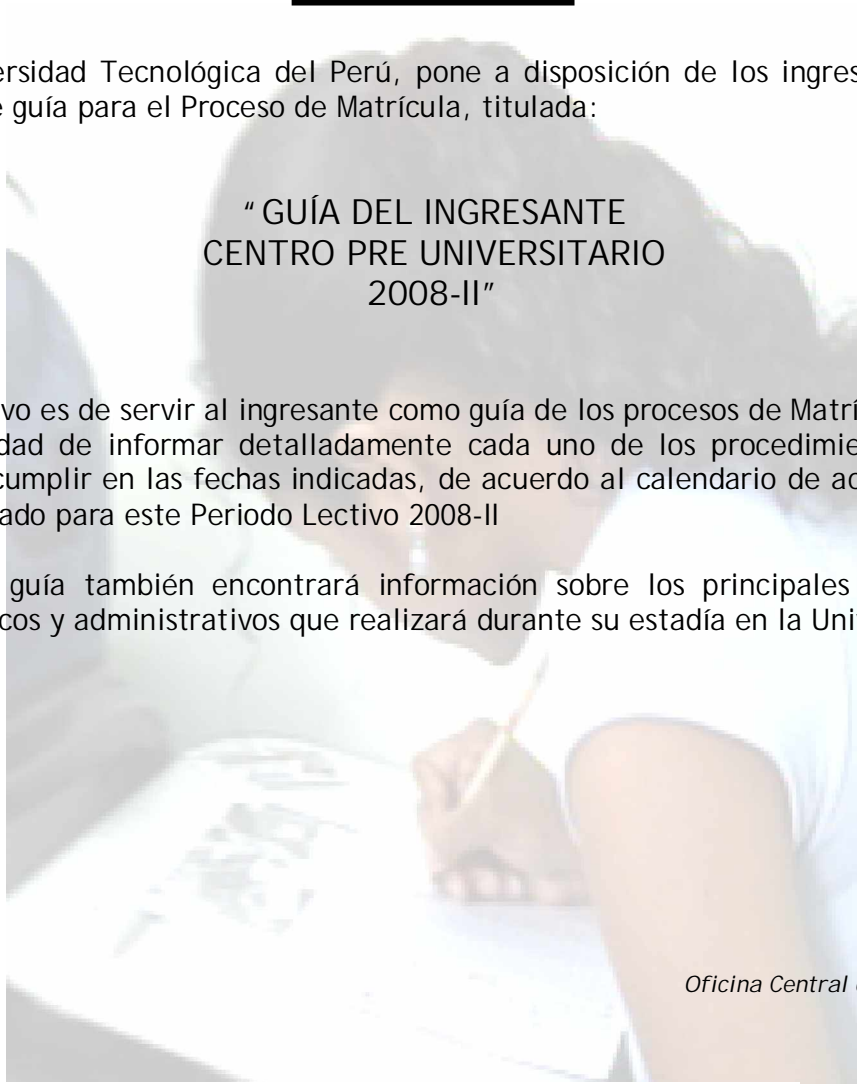 ersidad Tecnológica del Perú, pone a disposición de los ingres
e guía para el Proceso de Matrícula, titulada:
“ GUÍA DEL INGRESANTE
CENTRO PRE UNIVERSITARIO
2008-II”
vo es de servir al ingresante como guía de los procesos de Matrí
dad de informar detalladamente cada uno de los procedimie
cumplir en las fechas indicadas, de acuerdo al calendario de ac
ado para este Periodo Lectivo 2008-II
guía también encontrará información sobre los principales
cos y administrativos que realizará durante su estadía en la Uni
Oficina Central